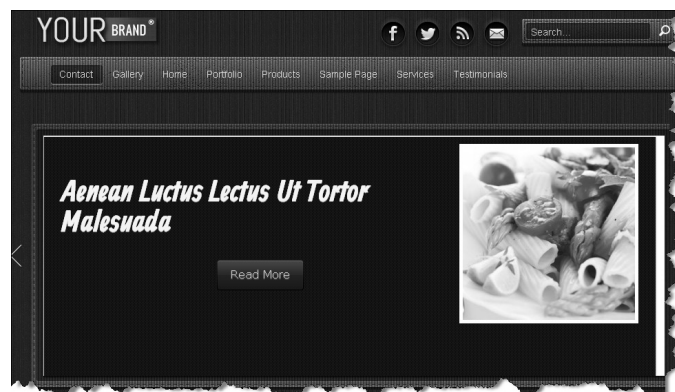 YOUR BRAND®
Search...
Contact Gallery Home Portfolio Products Sample Page Services Testimonials
Aenean Luctus Lectus Ut Tortor
Malesuada
Read More